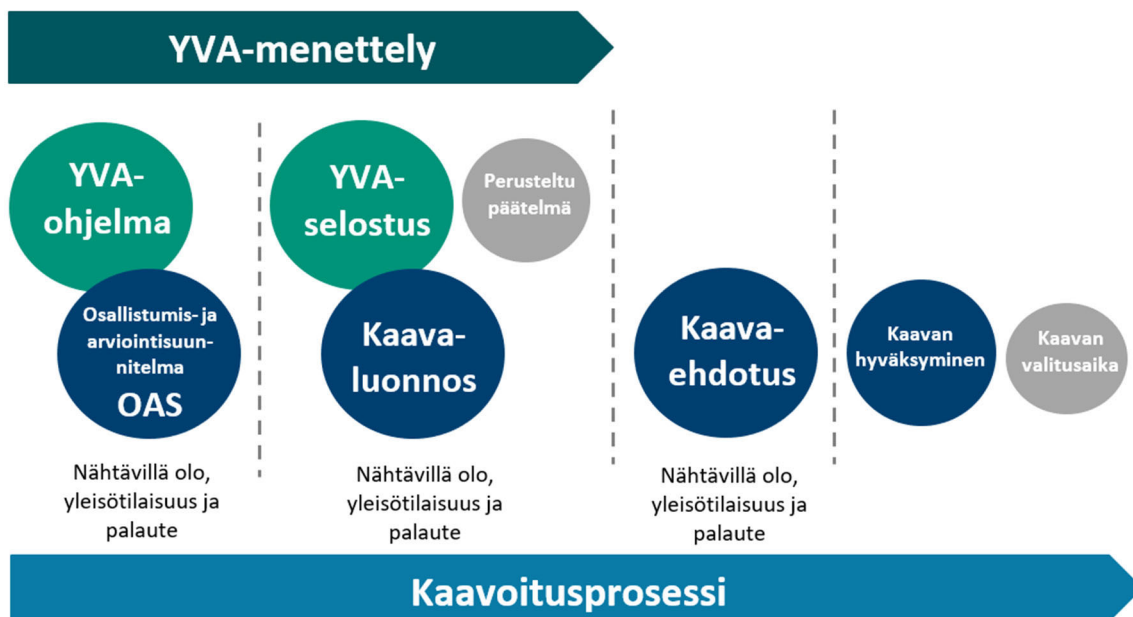 YVA-menettely
YVA-
ohjelma
YVA-
selostus
Perusteltu
päätelmä
Osallistumis- ja
arviointisuun-
nitelma
OAS
Kaava-
luonnos
Kaava-
ehdotus
Kaavan
hyväksyminen
Kaavan
valitusaika
Nähtävillä olo,
yleisötilaisuus ja
palaute
Nähtävillä olo,
yleisötilaisuus ja
palaute
Nähtävillä olo,
yleisötilaisuus ja
palaute
Kaavoitusprosessi